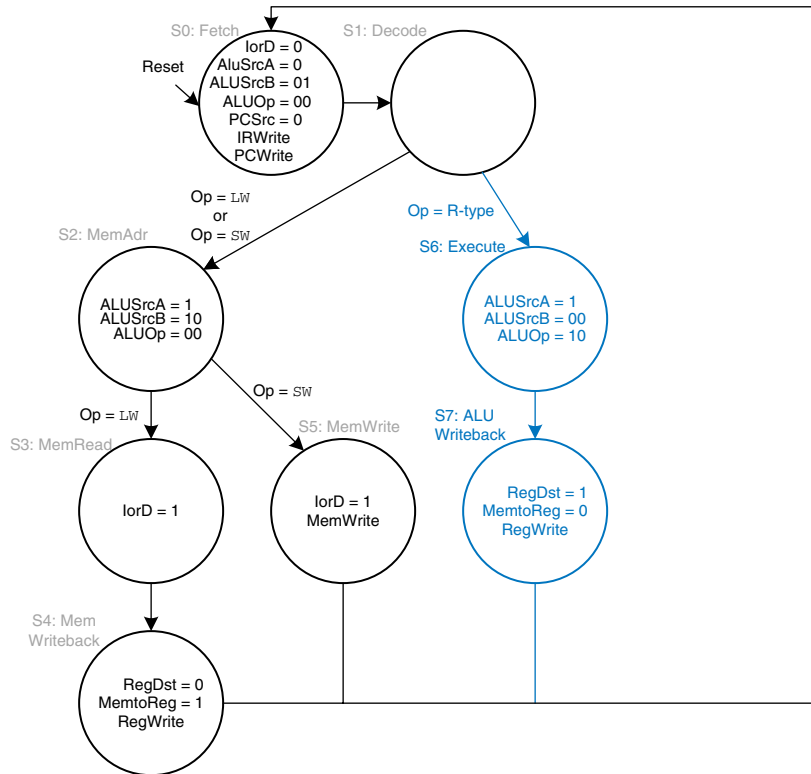 S0: Fetch
S1: Decode
Reset
IorD = 0
AluSrcA = 0
ALUSrcB = 01
ALUOp = 00
PCSrc = 0
IRWrite
PCWrite
Op = LW
or
Op = SW
Op = R-type
S2: MemAdr
S6: Execute
ALUSrcA = 1
ALUSrcB = 10
ALUOp = 00
ALUSrcA = 1
ALUSrcB = 00
ALUOp = 10
Op = SW
Op = LW
S7: ALU
Writeback
S5: MemWrite
S3: MemRead
IorD = 1
IorD = 1
MemWrite
RegDst = 1
MemtoReg = 0
RegWrite
S4: Mem
Writeback
RegDst = 0
MemtoReg = 1
RegWrite